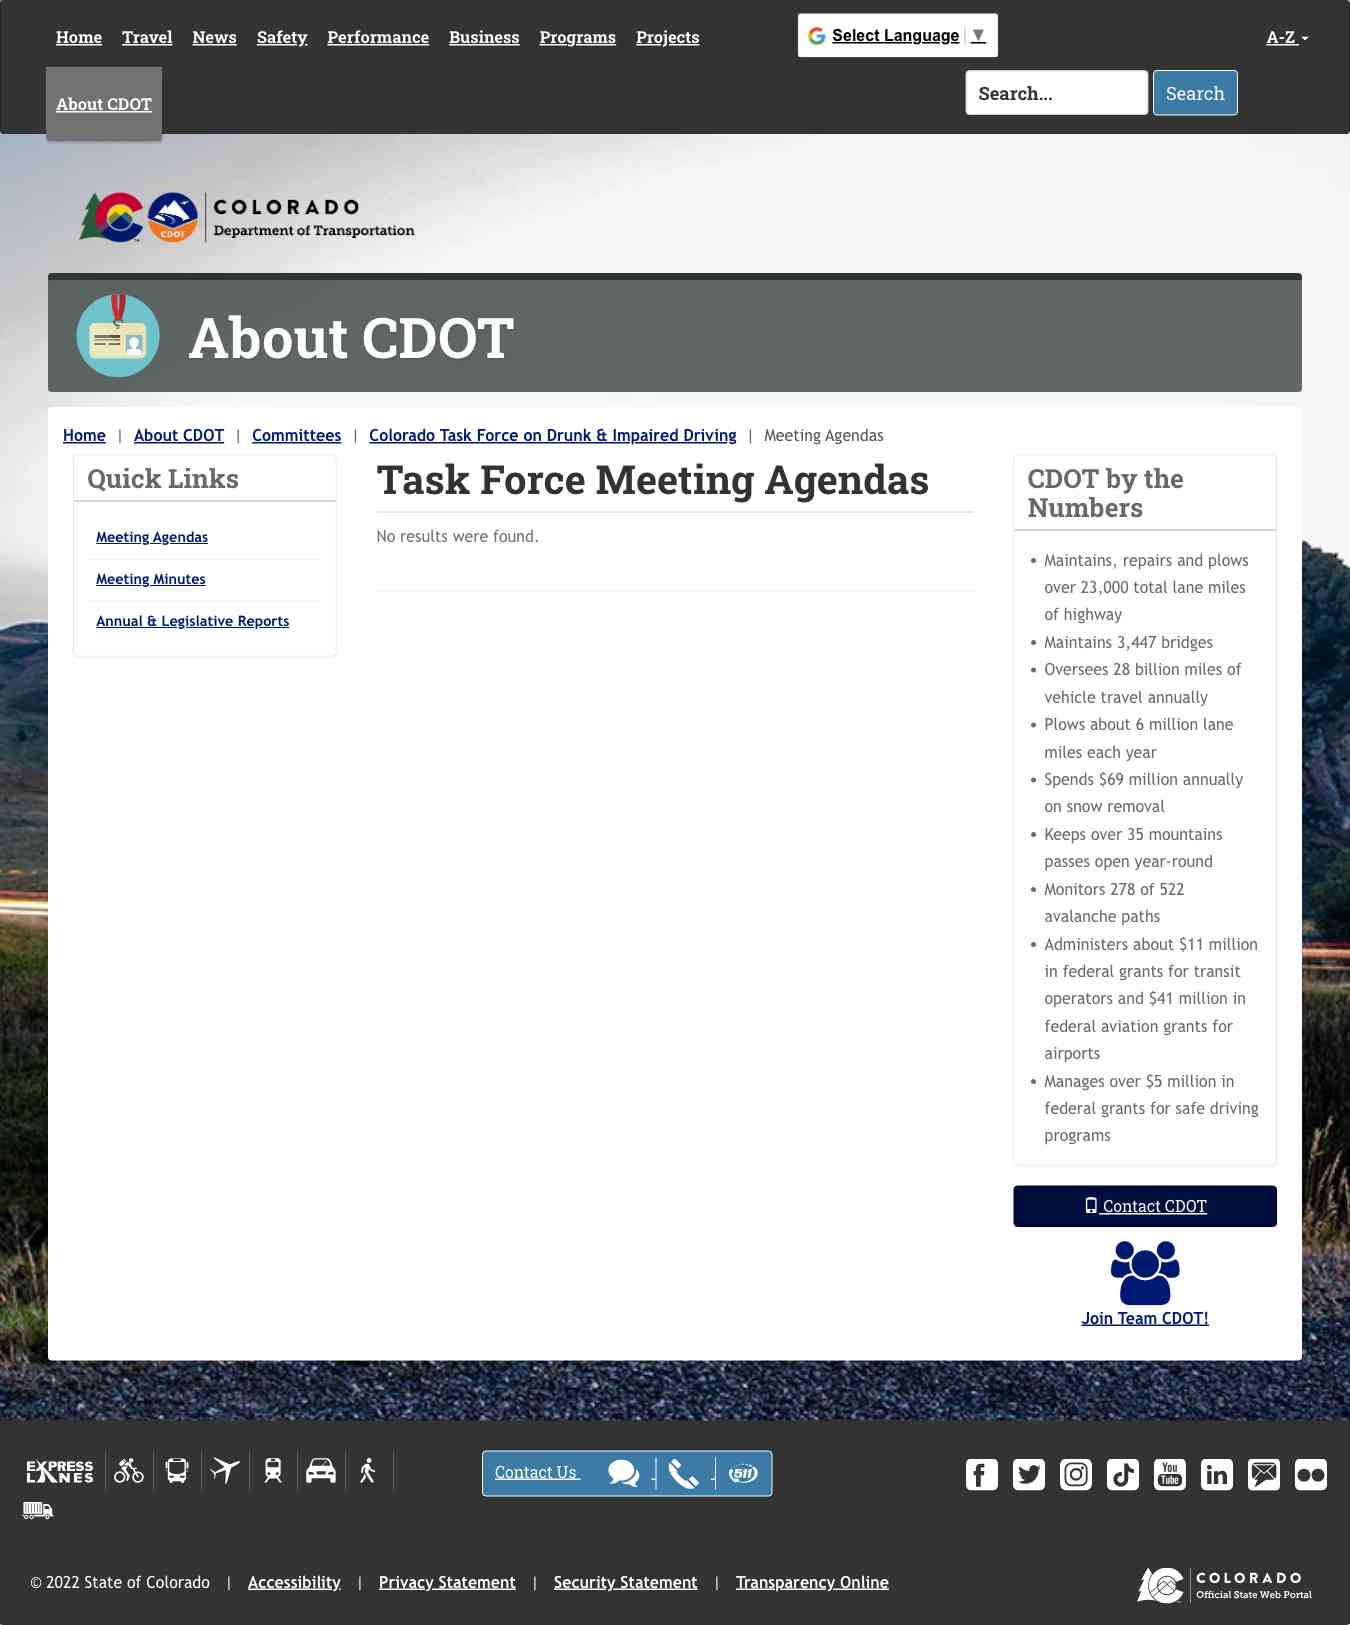 Home Travel News Safety Performance Business Programs Projects
Select Language ▼
A-Z
About CDOT
Search...
Search
CDOT
COLORADO
Department of Transportation
About CDOT
Home | About CDOT | Committees | Colorado Task Force on Drunk & Impaired Driving | Meeting Agendas
Quick Links
Meeting Agendas
Meeting Minutes
Annual & Legislative Reports
Task Force Meeting Agendas
No results were found.
CDOT by the
Numbers
• Maintains, repairs and plows
over 23,000 total lane miles
of highway
• Maintains 3,447 bridges
• Oversees 28 billion miles of
vehicle travel annually
• Plows about 6 million lane
miles each year
• Spends $69 million annually
on snow removal
• Keeps over 35 mountains
passes open year-round
• Monitors 278 of 522
avalanche paths
• Administers about $11 million
in federal grants for transit
operators and $41 million in
federal aviation grants for
airports
• Manages over $5 million in
federal grants for safe driving
programs
Contact CDOT
Join Team CDOT!
EXPRESS
LANES
Contact Us
511
You
Tube
in
© 2022 State of Colorado | Accessibility | Privacy Statement | Security Statement | Transparency Online
COLORADO
Official State Web Portal